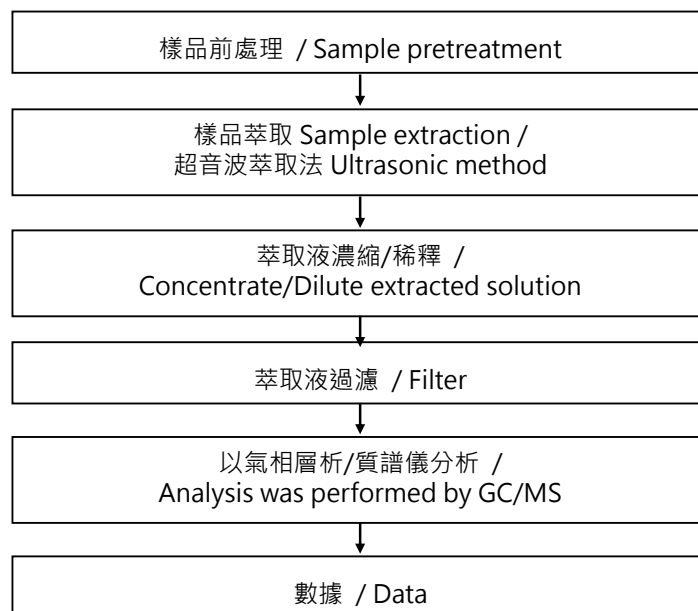 樣品前處理 / Sample pretreatment
樣品萃取 Sample extraction /
超音波萃取法 Ultrasonic method
萃取液濃縮/稀釋 /
Concentrate/Dilute extracted solution
萃取液過濾 / Filter
以氣相層析/質譜儀分析 /
Analysis was performed by GC/MS
數據 / Data